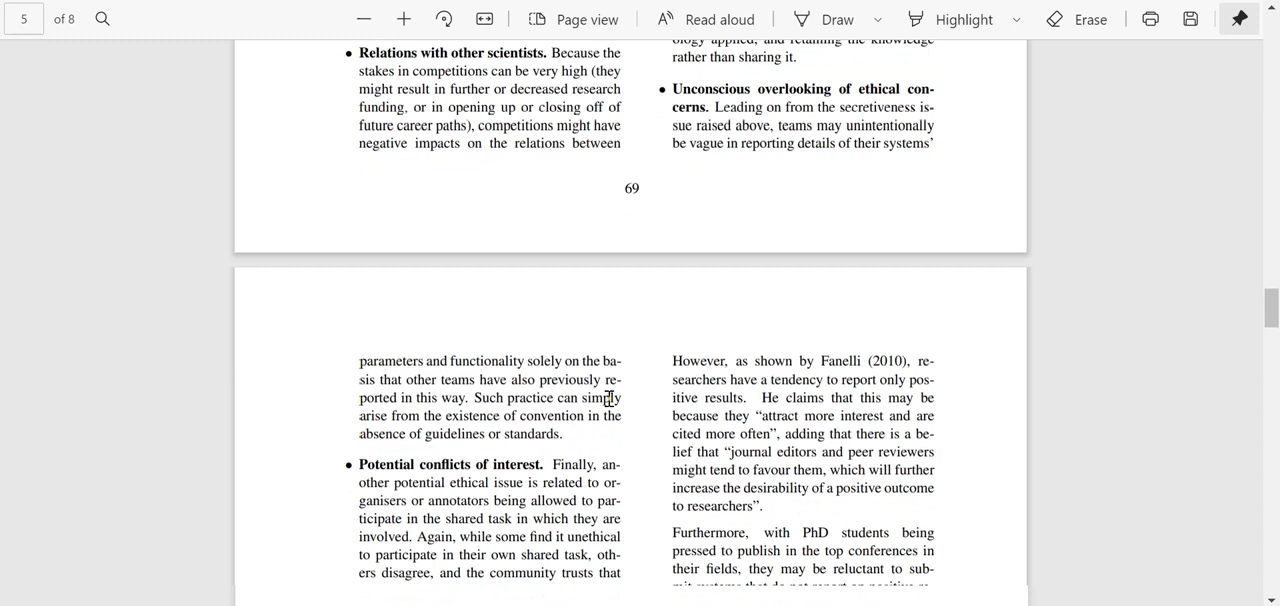 5 of 8 Page view Read aloud Draw Highlight Erase
• Relations with other scientists. Because the
stakes in competitions can be very high (they
might result in further or decreased research
funding, or in opening up or closing off of
future career paths), competitions might have
negative impacts on the relations between
ology applied, and retaining the knowledge
rather than sharing it.
• Unconscious overlooking of ethical con-
cerns. Leading on from the secretiveness is-
sue raised above, teams may unintentionally
be vague in reporting details of their systems’
69
parameters and functionality solely on the ba-
sis that other teams have also previously re-
ported in this way. Such practice can simply
arise from the existence of convention in the
absence of guidelines or standards.
• Potential conflicts of interest. Finally, an-
other potential ethical issue is related to or-
ganisers or annotators being allowed to par-
ticipate in the shared task in which they are
involved. Again, while some find it unethical
to participate in their own shared task, oth-
ers disagree, and the community trusts that
However, as shown by Fanelli (2010), re-
searchers have a tendency to report only pos-
itive results. He claims that this may be
because they “attract more interest and are
cited more often”, adding that there is a be-
lief that “journal editors and peer reviewers
might tend to favour them, which will further
increase the desirability of a positive outcome
to researchers”.
Furthermore, with PhD students being
pressed to publish in the top conferences in
their fields, they may be reluctant to sub-